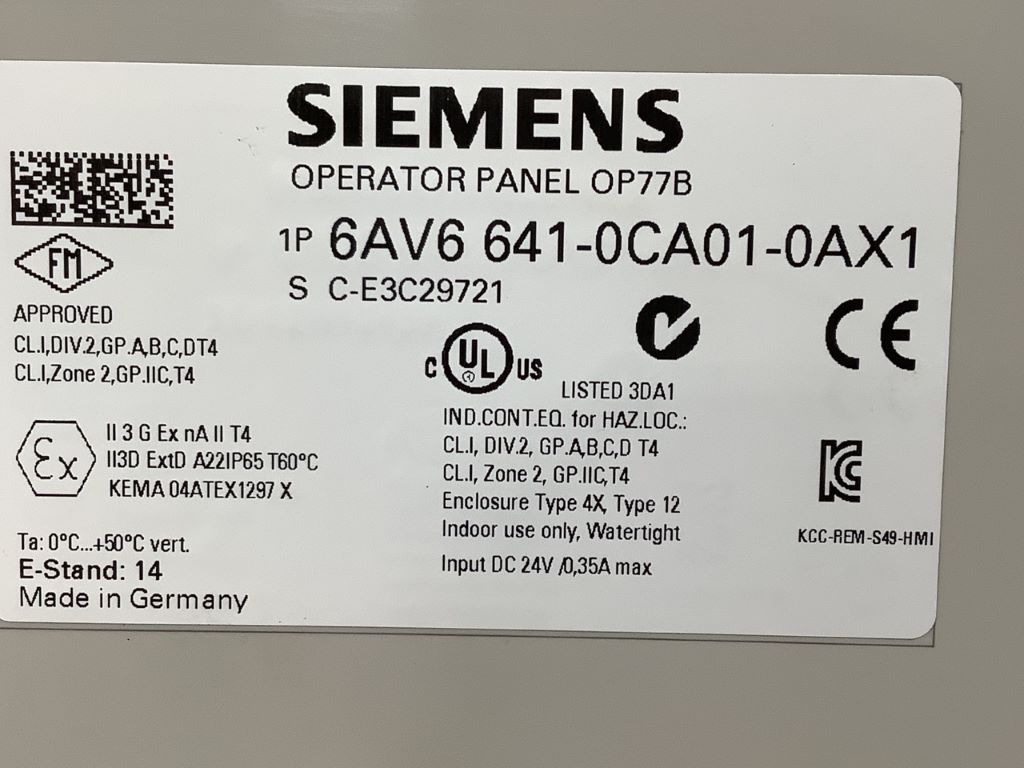 SIEMENS
OPERATOR PANEL OP77B
1P 6AV6 641-0CA01-0AX1
S C-E3C29721
FM
APPROVED
CL.I,DIV.2,GP.A,B,C,DT4
CL.I,Zone 2,GP.IIC,T4
Ex
II 3 G Ex nA II T4
II3D ExtD A22IP65 T60°C
KEMA 04ATEX1297 X
Ta: 0°C...+50°C vert.
E-Stand: 14
Made in Germany
C UL US
LISTED 3DA1
IND.CONT.EQ. for HAZ.LOC.:
CL.I, DIV.2, GP.A,B,C,D T4
CL.I, Zone 2, GP.IIC,T4
Enclosure Type 4X, Type 12
Indoor use only, Watertight
Input DC 24V /0,35A max
CE
KCC-REM-S49-HMI